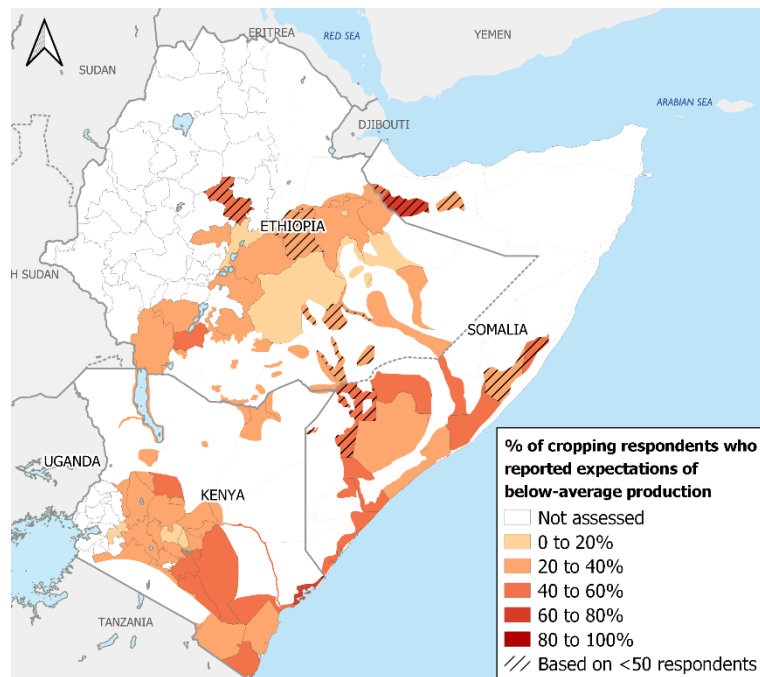 ERITREA
RED SEA
YEMEN
SUDAN
ARABIAN SEA
DJIBOUTI
ETHIOPIA
H SUDAN
SOMALIA
UGANDA
KENYA
TANZANIA
% of cropping respondents who
reported expectations of
below-average production
Not assessed
0 to 20%
20 to 40%
40 to 60%
60 to 80%
80 to 100%
Based on <50 respondents